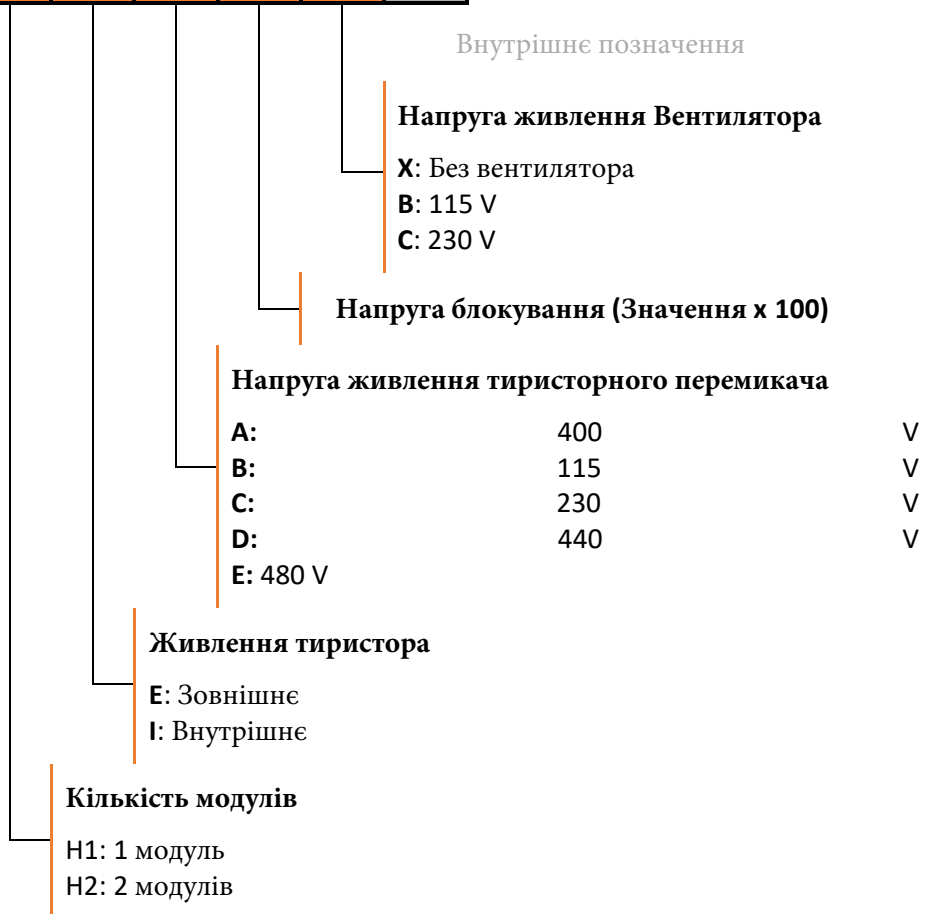 Внутрішнє позначення
Напруга живлення Вентилятора
X: Без вентилятора
B: 115 V
C: 230 V
Напруга блокування (Значення x 100)
Напруга живлення тиристорного перемикача
A: 400 V
B: 115 V
C: 230 V
D: 440 V
E: 480 V
Живлення тиристора
E: Зовнішнє
I: Внутрішнє
Кількість модулів
H1: 1 модуль
H2: 2 модулів